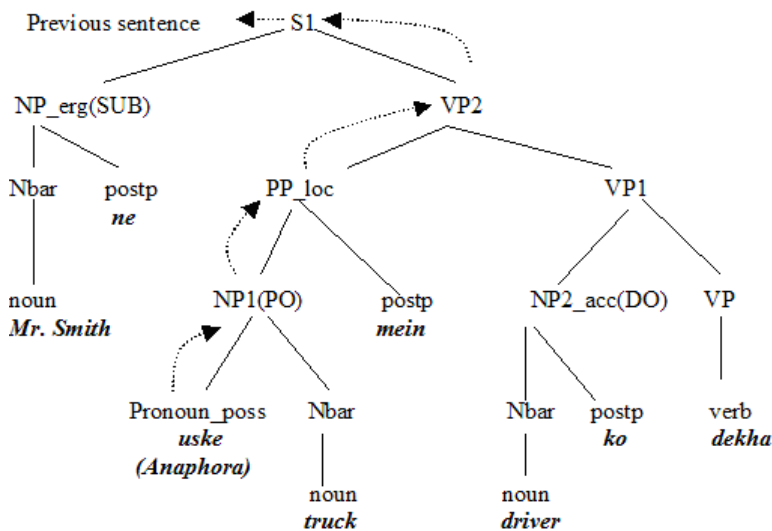 Previous sentence S1
NP_erg(SUB) VP2
Nbar postp PP_loc VP1
ne
noun NP1(PO) postp NP2_acc(DO) VP
Mr. Smith mein
Pronoun_poss Nbar Nbar postp verb
uske ko dekha
(Anaphora)
noun noun
truck driver